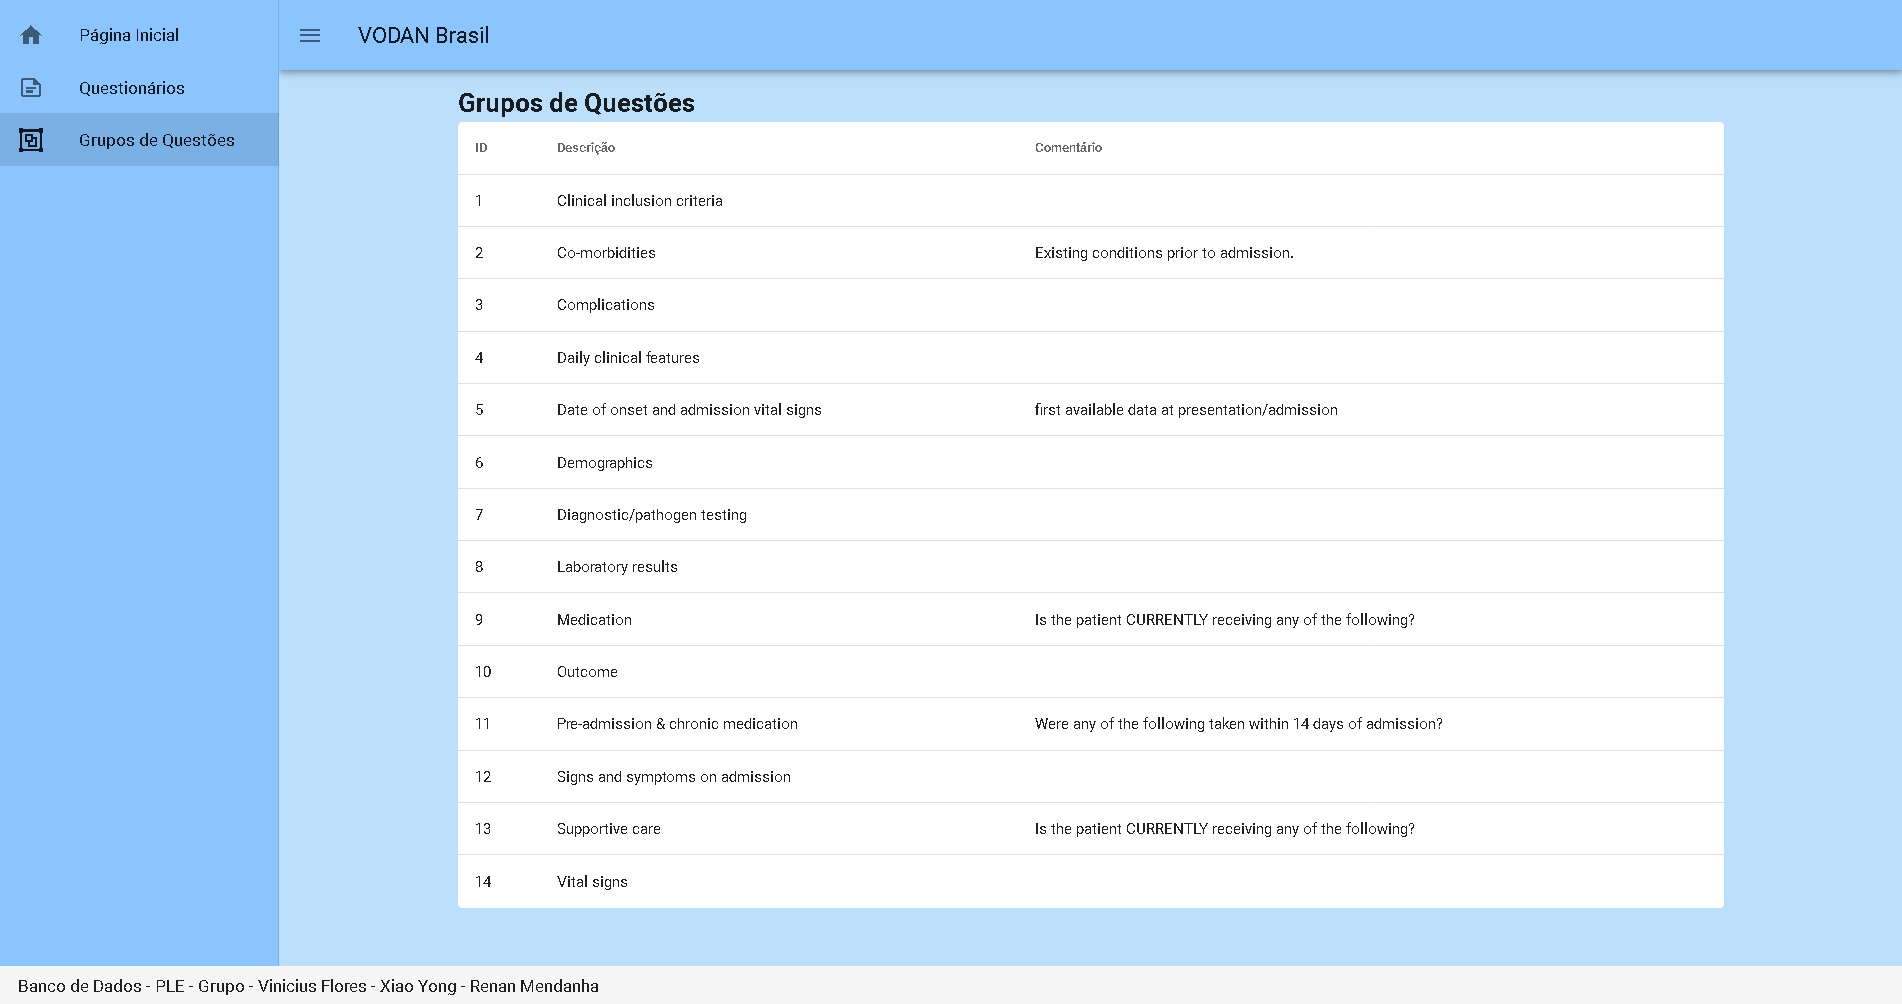 Página Inicial
Questionários
Grupos de Questões
VODAN Brasil
Grupos de Questões
ID Descrição Comentário
1 Clinical inclusion criteria
2 Co-morbidities Existing conditions prior to admission.
3 Complications
4 Daily clinical features
5 Date of onset and admission vital signs first available data at presentation/admission
6 Demographics
7 Diagnostic/pathogen testing
8 Laboratory results
9 Medication Is the patient CURRENTLY receiving any of the following?
10 Outcome
11 Pre-admission & chronic medication Were any of the following taken within 14 days of admission?
12 Signs and symptoms on admission
13 Supportive care Is the patient CURRENTLY receiving any of the following?
14 Vital signs
Banco de Dados - PLE - Grupo - Vinicius Flores - Xiao Yong - Renan Mendanha